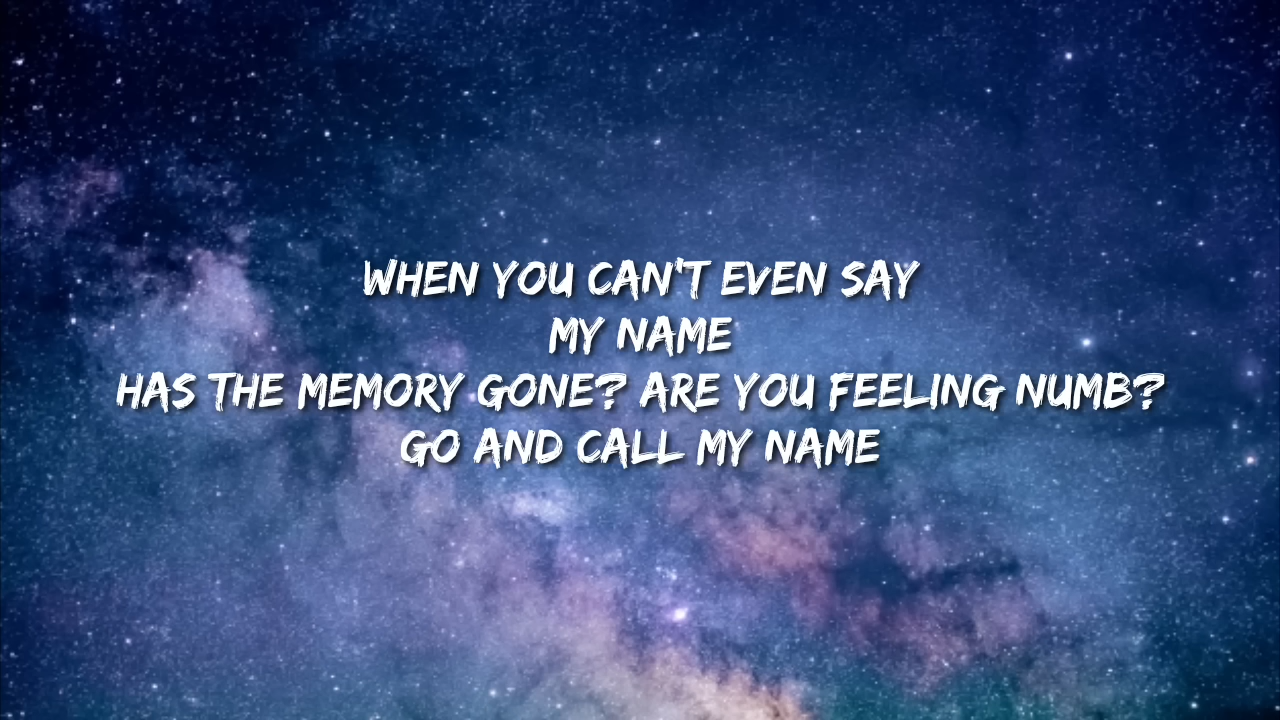 WHEN YOU CAN'T EVEN SAY
MY NAME
HAS THE MEMORY GONE? ARE YOU FEELING NUMB?
GO AND CALL MY NAME